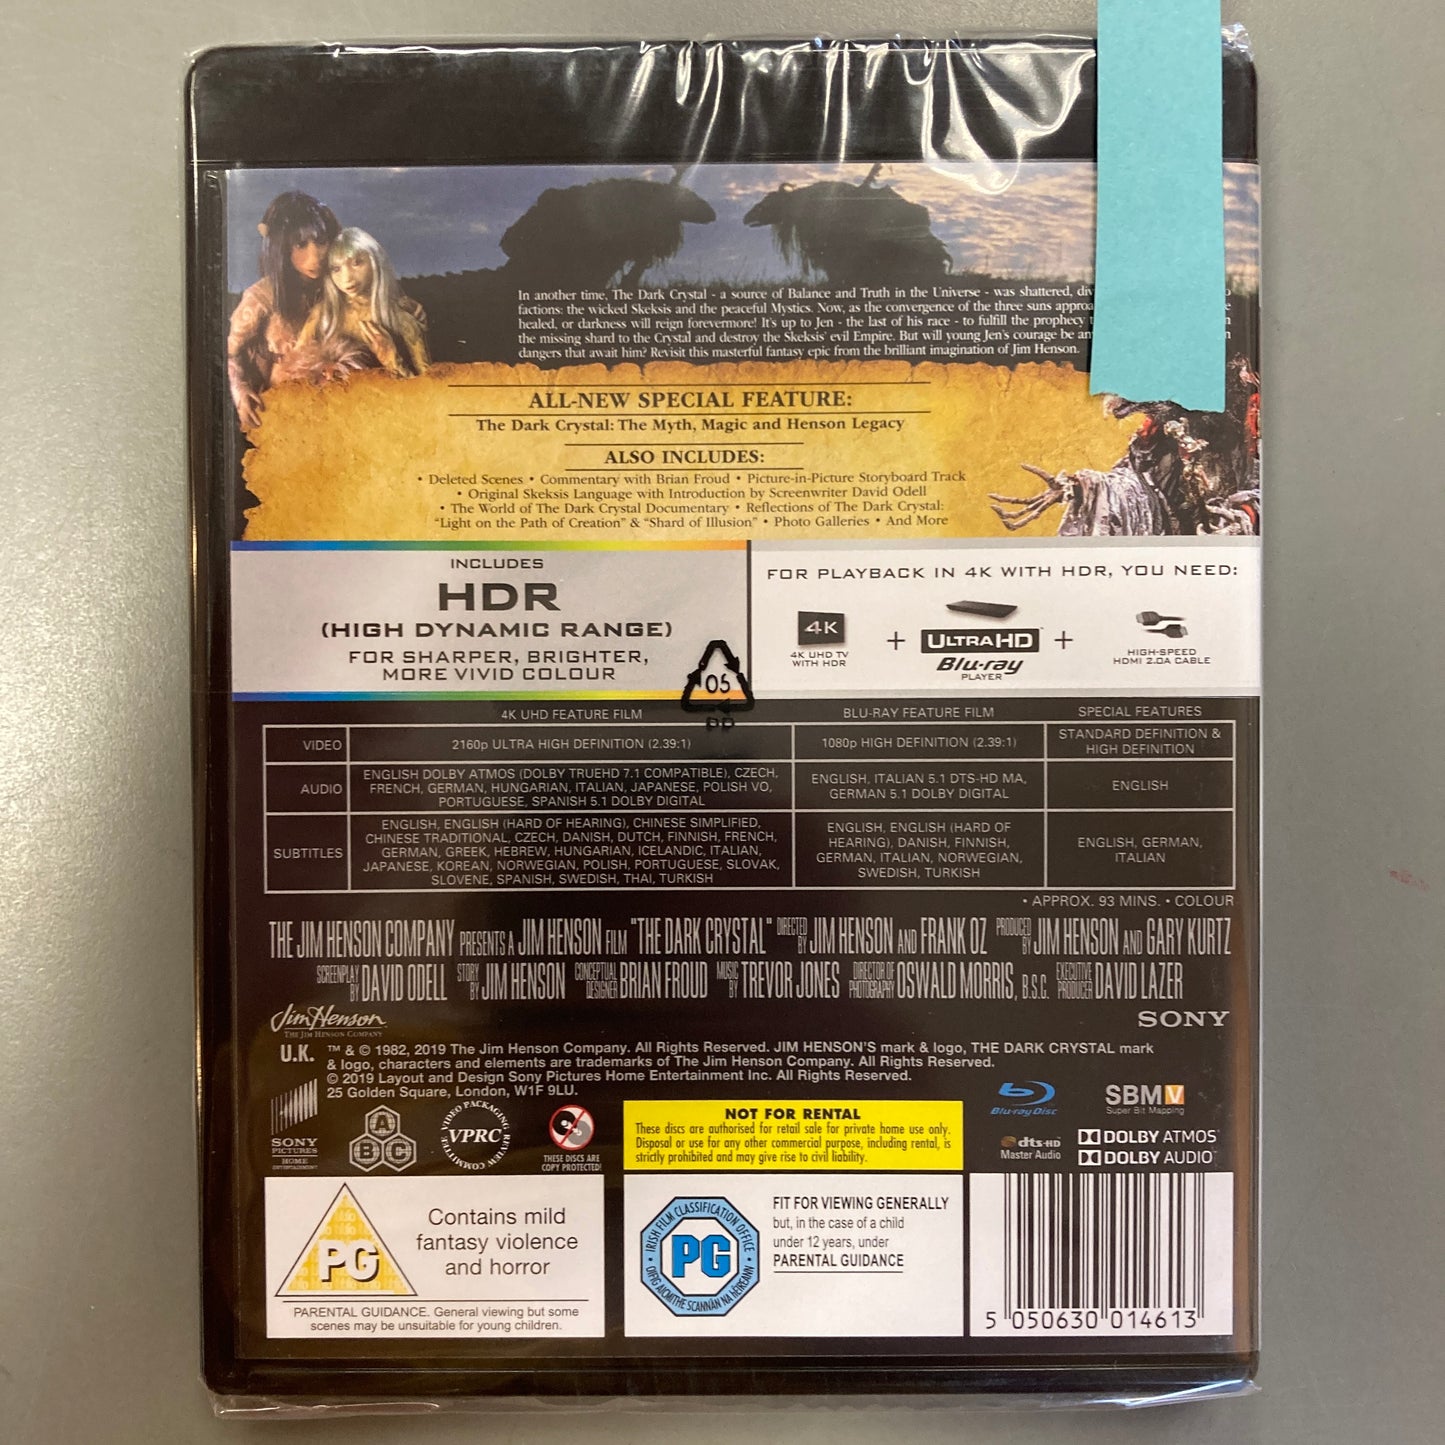 In another time, The Dark Crystal - a source of Balance and Truth in the Universe - was shattered,
factions: the wicked Skeksis and the peaceful Mystics. Now, as the convergence of the three suns
healed, or darkness will reign forevermore! It's up to Jen - the last of his race - to fulfill the prophecy
the missing shard to the Crystal and destroy the Skeksis' evil Empire. But will young Jen's courage be
dangers that await him? Revisit this masterful fantasy epic from the brilliant imagination of Jim Henson.
ALL-NEW SPECIAL FEATURE:
The Dark Crystal: The Myth, Magic and Henson Legacy
ALSO INCLUDES:
• Deleted Scenes • Commentary with Brian Froud • Picture-in-Picture Storyboard Track
• Original Skeksis Language with Introduction by Screenwriter David Odell
• The World of The Dark Crystal Documentary • Reflections of The Dark Crystal:
"Light on the Path of Creation" & "Shard of Illusion" • Photo Galleries • And More
INCLUDES
HDR
(HIGH DYNAMIC RANGE)
FOR SHARPER, BRIGHTER,
MORE VIVID COLOUR
FOR PLAYBACK IN 4K WITH HDR, YOU NEED:
4K
4K UHD TV
WITH HDR
+
ULTRA HD
Blu-ray
PLAYER
+
HIGH-SPEED
HDMI 2.0A CABLE
05
PP
4K UHD FEATURE FILM
BLU-RAY FEATURE FILM
SPECIAL FEATURES
VIDEO
2160p ULTRA HIGH DEFINITION (2.39:1)
1080p HIGH DEFINITION (2.39:1)
STANDARD DEFINITION &
HIGH DEFINITION
AUDIO
ENGLISH DOLBY ATMOS (DOLBY TRUEHD 7.1 COMPATIBLE), CZECH,
FRENCH, GERMAN, HUNGARIAN, ITALIAN, JAPANESE, POLISH VO,
PORTUGUESE, SPANISH 5.1 DOLBY DIGITAL
ENGLISH, ITALIAN 5.1 DTS-HD MA,
GERMAN 5.1 DOLBY DIGITAL
ENGLISH
SUBTITLES
ENGLISH, ENGLISH (HARD OF HEARING), CHINESE SIMPLIFIED,
CHINESE TRADITIONAL, CZECH, DANISH, DUTCH, FINNISH, FRENCH,
GERMAN, GREEK, HEBREW, HUNGARIAN, ICELANDIC, ITALIAN,
JAPANESE, KOREAN, NORWEGIAN, POLISH, PORTUGUESE, SLOVAK,
SLOVENE, SPANISH, SWEDISH, THAI, TURKISH
ENGLISH, ENGLISH (HARD OF
HEARING), DANISH, FINNISH,
GERMAN, ITALIAN, NORWEGIAN,
SWEDISH, TURKISH
ENGLISH, GERMAN,
ITALIAN
• APPROX. 93 MINS. • COLOUR
THE JIM HENSON COMPANY PRESENTS A JIM HENSON FILM "THE DARK CRYSTAL" DIRECTED BY JIM HENSON AND FRANK OZ PRODUCED BY JIM HENSON AND GARY KURTZ
SCREENPLAY BY DAVID ODELL STORY BY JIM HENSON CONCEPTUAL DESIGNER BRIAN FROUD MUSIC BY TREVOR JONES DIRECTOR OF PHOTOGRAPHY OSWALD MORRIS, B.S.C. EXECUTIVE PRODUCER DAVID LAZER
Jim Henson
THE JIM HENSON COMPANY
SONY
U.K.
™ & © 1982, 2019 The Jim Henson Company. All Rights Reserved. JIM HENSON'S mark & logo, THE DARK CRYSTAL mark
& logo, characters and elements are trademarks of The Jim Henson Company. All Rights Reserved.
© 2019 Layout and Design Sony Pictures Home Entertainment Inc. All Rights Reserved.
25 Golden Square, London, W1F 9LU.
SONY
PICTURES
HOME
ENTERTAINMENT
A
B C
VIDEO PACKAGING REVIEW COMMITTEE
VPRC
THESE DISCS ARE
COPY PROTECTED!
NOT FOR RENTAL
These discs are authorised for retail sale for private home use only.
Disposal or use for any other commercial purpose, including rental, is
strictly prohibited and may give rise to civil liability.
Blu-ray Disc
SBMV
Super Bit Mapping
dts-HD
Master Audio
DOLBY ATMOS
DOLBY AUDIO
PG
Contains mild
fantasy violence
and horror
PARENTAL GUIDANCE. General viewing but some
scenes may be unsuitable for young children.
IRISH FILM CLASSIFICATION OFFICE
PG
OIFIG AICMITHE SCANNÁN NA hÉIREANN
FIT FOR VIEWING GENERALLY
but, in the case of a child
under 12 years, under
PARENTAL GUIDANCE
5 050630 014613